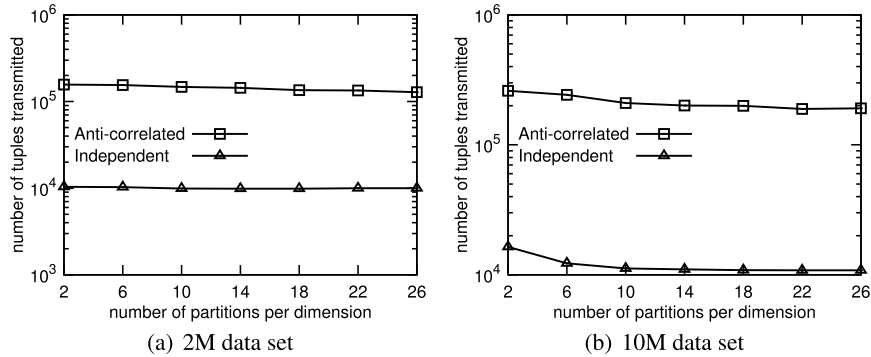 10^6
10^5
10^4
10^3
number of tuples transmitted
Anti-correlated
Independent
2 6 10 14 18 22 26
number of partitions per dimension
(a) 2M data set
10^6
10^5
10^4
number of tuples transmitted
Anti-correlated
Independent
2 6 10 14 18 22 26
number of partitions per dimension
(b) 10M data set